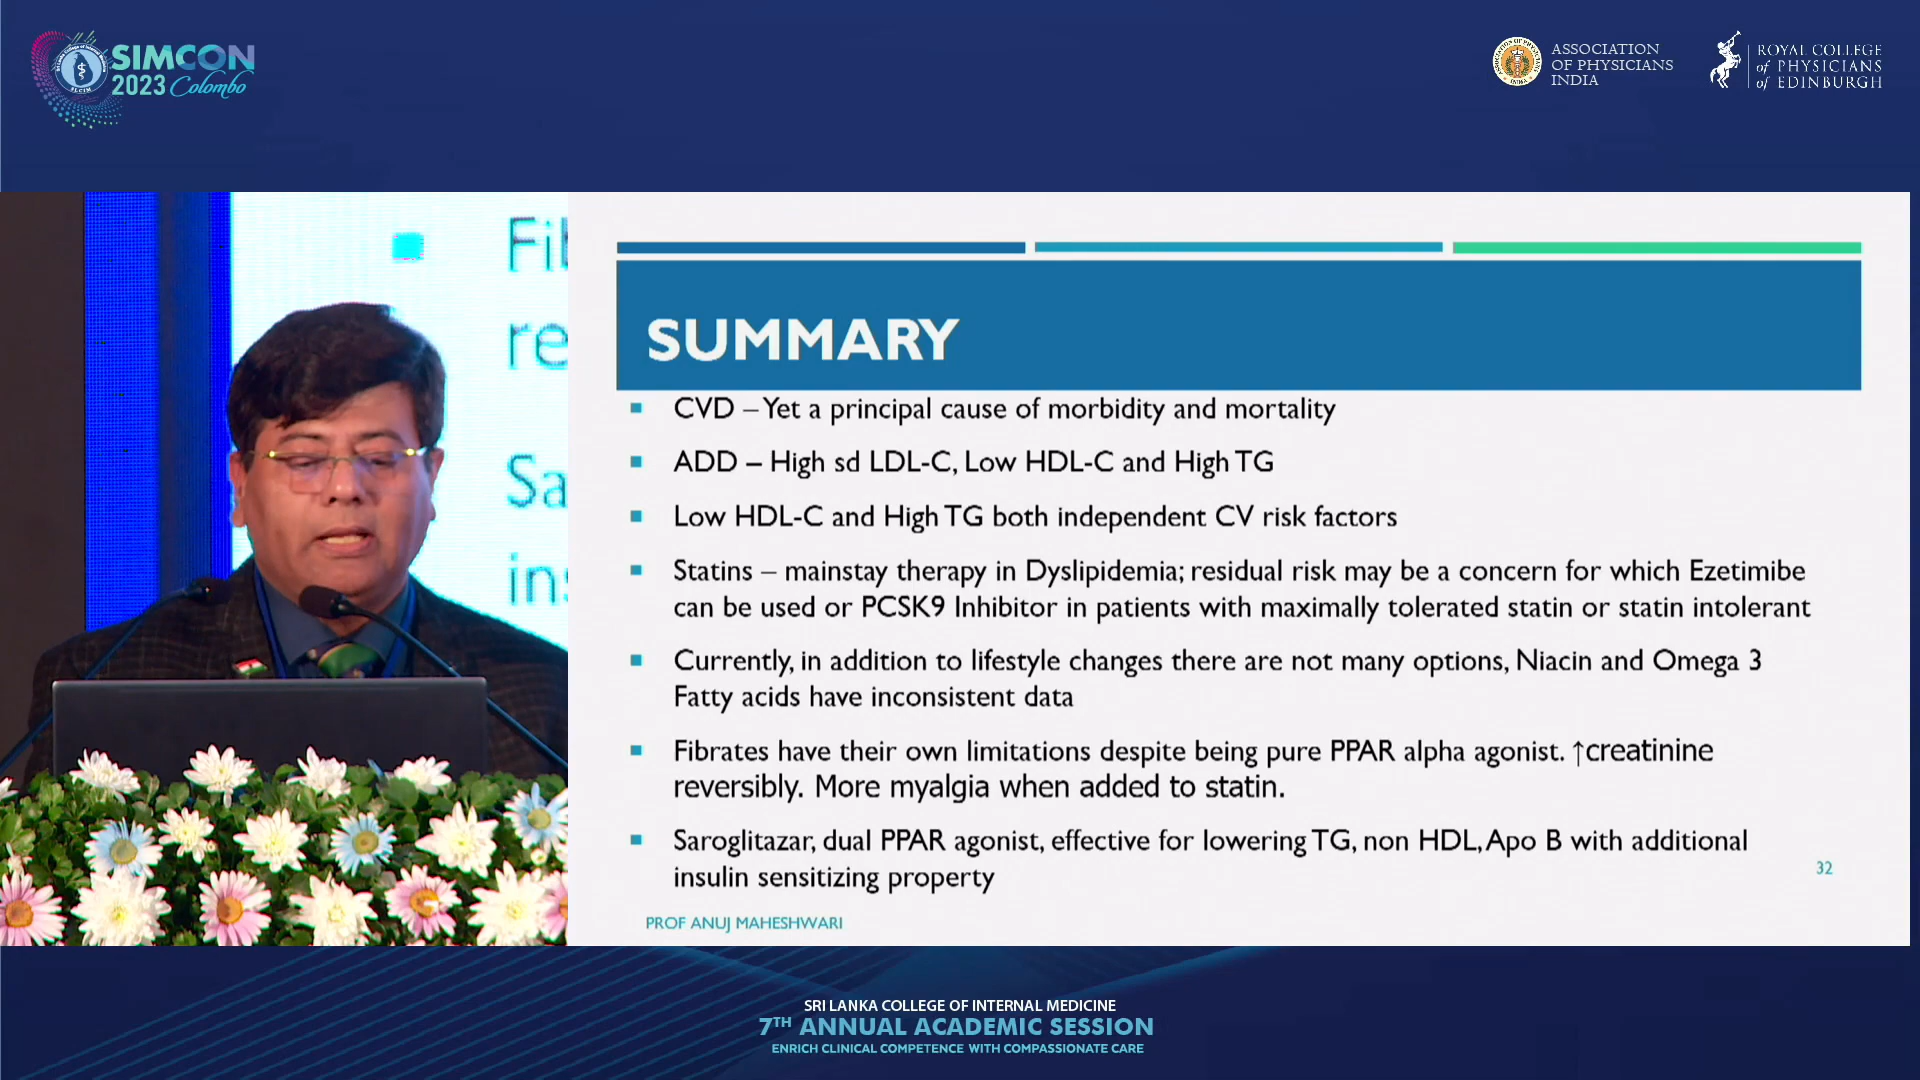 SIMCON
2023 Colombo
SLCIM
ASSOCIATION
OF PHYSICIANS
INDIA
ROYAL COLLEGE
of PHYSICIANS
of EDINBURGH
re
Sa
SUMMARY
CVD – Yet a principal cause of morbidity and mortality
ADD – High sd LDL-C, Low HDL-C and High TG
Low HDL-C and High TG both independent CV risk factors
Statins – mainstay therapy in Dyslipidemia; residual risk may be a concern for which Ezetimibe
can be used or PCSK9 Inhibitor in patients with maximally tolerated statin or statin intolerant
Currently, in addition to lifestyle changes there are not many options, Niacin and Omega 3
Fatty acids have inconsistent data
Fibrates have their own limitations despite being pure PPAR alpha agonist. ↑creatinine
reversibly. More myalgia when added to statin.
Saroglitazar, dual PPAR agonist, effective for lowering TG, non HDL, Apo B with additional
insulin sensitizing property
32
PROF ANUJ MAHESHWARI
SRI LANKA COLLEGE OF INTERNAL MEDICINE
7TH ANNUAL ACADEMIC SESSION
ENRICH CLINICAL COMPETENCE WITH COMPASSIONATE CARE